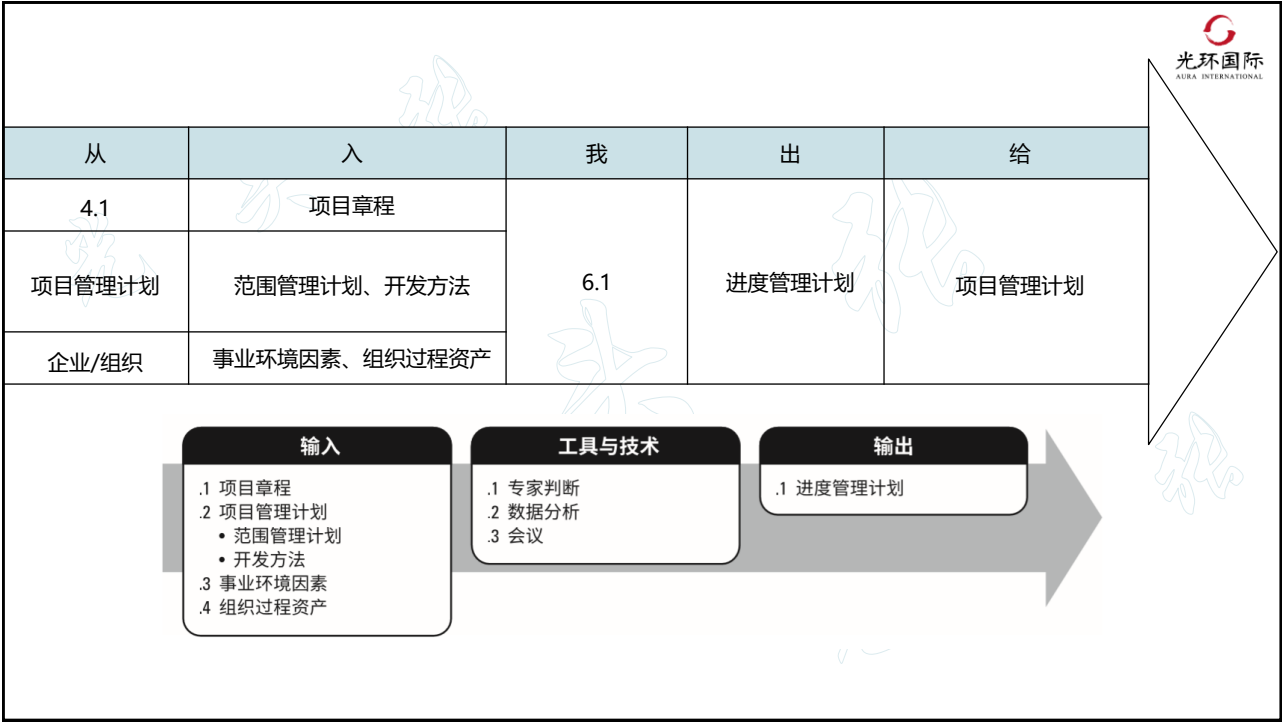 光环国际
AURA INTERNATIONAL
从 入 我 出 给
4.1 项目章程
项目管理计划 范围管理计划、开发方法 6.1 进度管理计划 项目管理计划
企业/组织 事业环境因素、组织过程资产
输入
.1 项目章程
.2 项目管理计划
• 范围管理计划
• 开发方法
.3 事业环境因素
.4 组织过程资产
工具与技术
.1 专家判断
.2 数据分析
.3 会议
输出
.1 进度管理计划